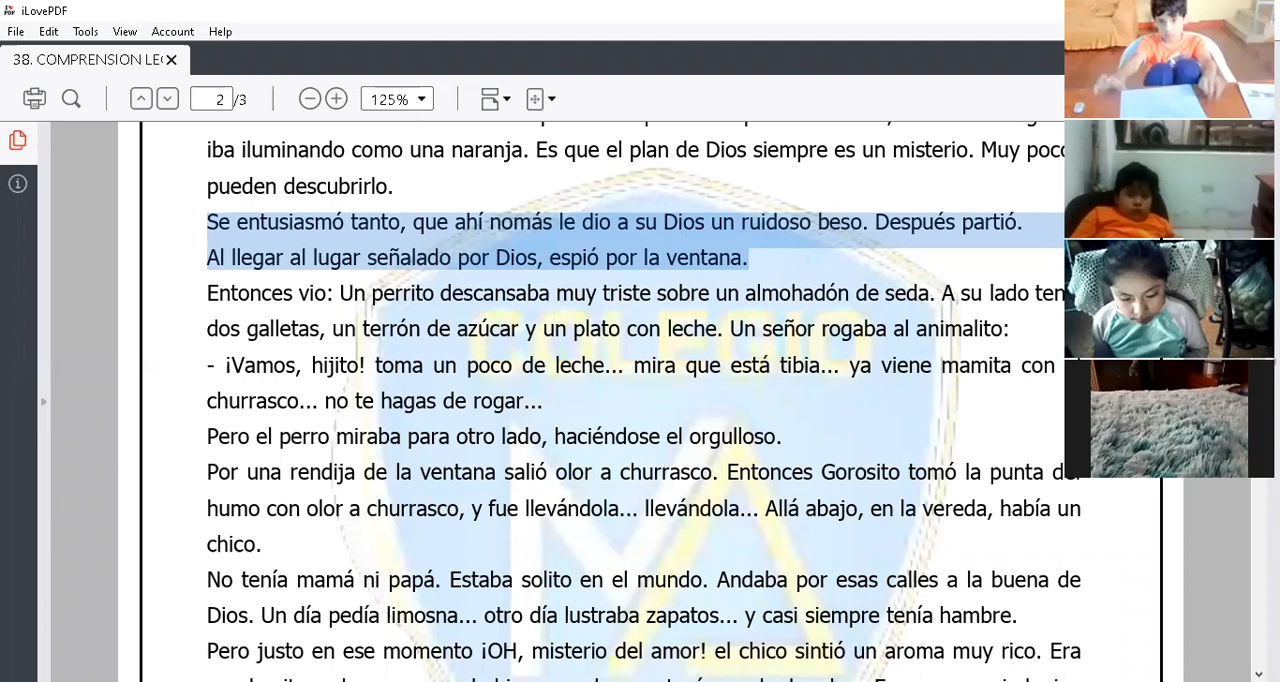 iLovePDF
File Edit Tools View Account Help
38. COMPRENSION LEC
2 /3
125%
iba iluminando como una naranja. Es que el plan de Dios siempre es un misterio. Muy poco
pueden descubrirlo.
Se entusiasmó tanto, que ahí nomás le dio a su Dios un ruidoso beso. Después partió.
Al llegar al lugar señalado por Dios, espió por la ventana.
Entonces vio: Un perrito descansaba muy triste sobre un almohadón de seda. A su lado ten
dos galletas, un terrón de azúcar y un plato con leche. Un señor rogaba al animalito:
- ¡Vamos, hijito! toma un poco de leche... mira que está tibia... ya viene mamita con
churrasco... no te hagas de rogar...
Pero el perro miraba para otro lado, haciéndose el orgulloso.
Por una rendija de la ventana salió olor a churrasco. Entonces Gorosito tomó la punta del
humo con olor a churrasco, y fue llevándola... llevándola... Allá abajo, en la vereda, había un
chico.
No tenía mamá ni papá. Estaba solito en el mundo. Andaba por esas calles a la buena de
Dios. Un día pedía limosna... otro día lustraba zapatos... y casi siempre tenía hambre.
Pero justo en ese momento ¡OH, misterio del amor! el chico sintió un aroma muy rico. Era
COLEGIO